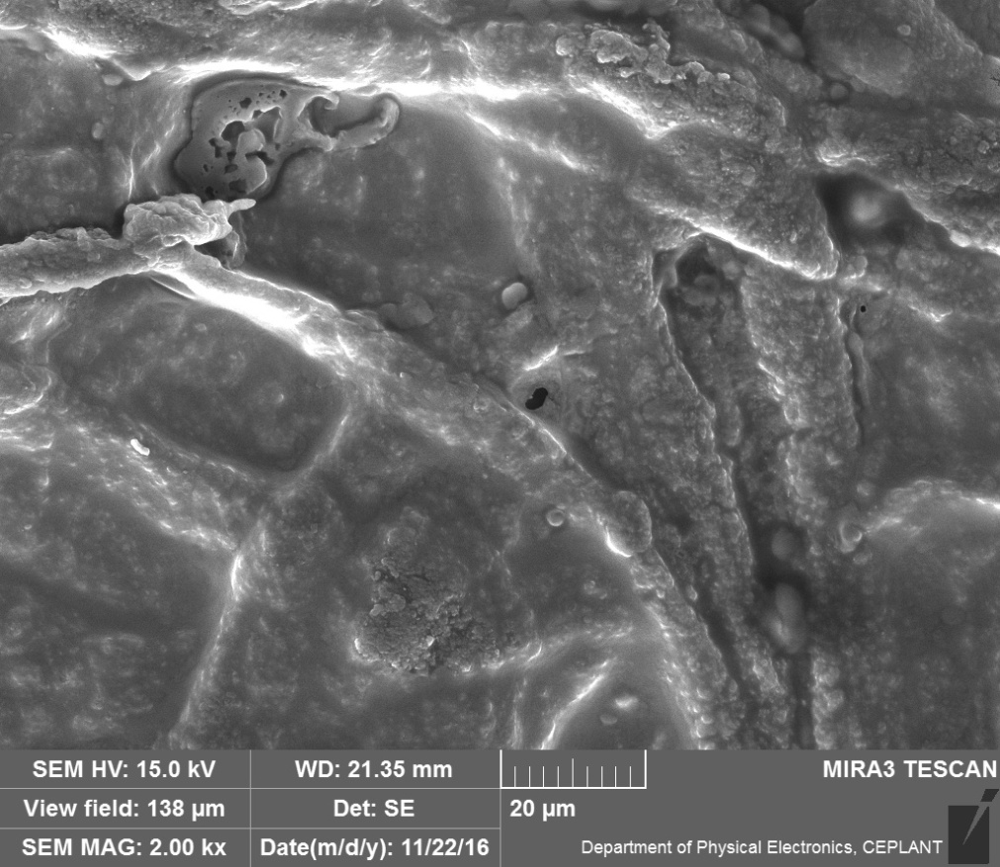 SEM HV: 15.0 kV
WD: 21.35 mm
MIRA3 TESCAN
View field: 138 µm
Det: SE
20 µm
SEM MAG: 2.00 kx
Date(m/d/y): 11/22/16
Department of Physical Electronics, CEPLANT